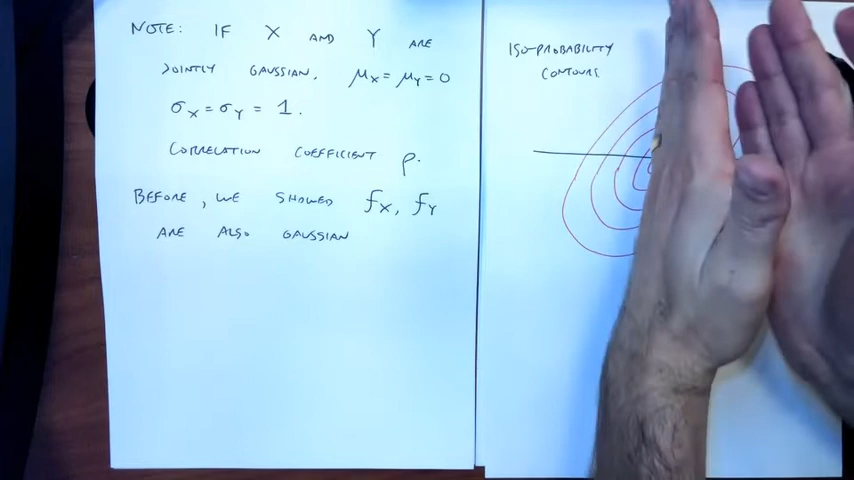 NOTE: IF X AND Y ARE
JOINTLY GAUSSIAN. μX = μY = 0
σX = σY = 1.
CORRELATION COEFFICIENT ρ.
BEFORE, WE SHOWED fX, fY
ARE ALSO GAUSSIAN
ISO-PROBABILITY
CONTOURS